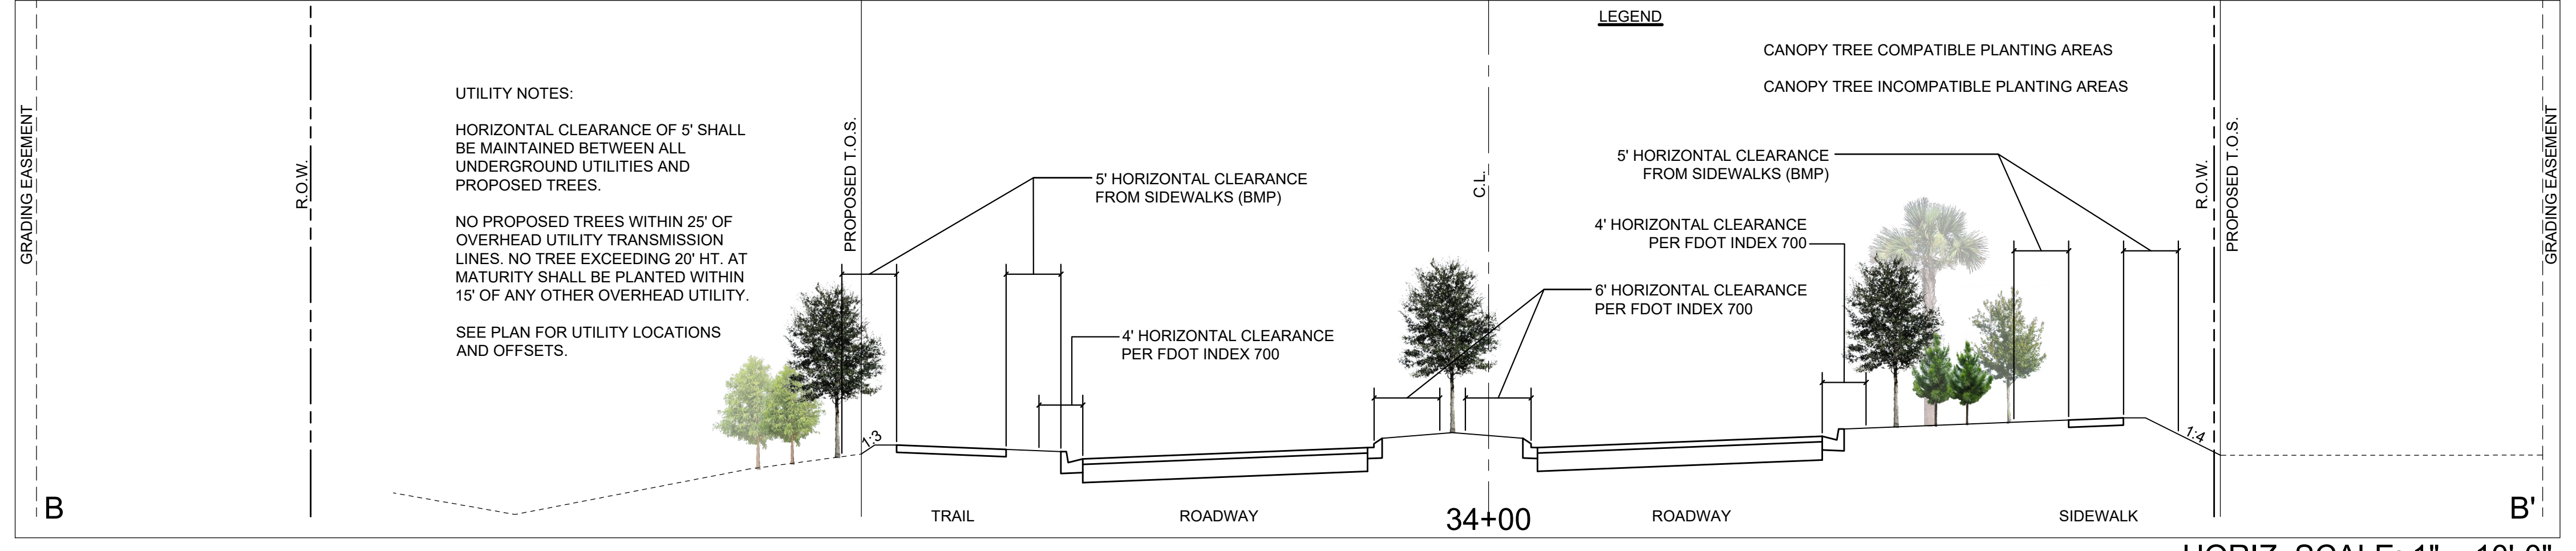 LEGEND
CANOPY TREE COMPATIBLE PLANTING AREAS
CANOPY TREE INCOMPATIBLE PLANTING AREAS
GRADING EASEMENT
R.O.W.
UTILITY NOTES:
HORIZONTAL CLEARANCE OF 5' SHALL
BE MAINTAINED BETWEEN ALL
UNDERGROUND UTILITIES AND
PROPOSED TREES.
NO PROPOSED TREES WITHIN 25' OF
OVERHEAD UTILITY TRANSMISSION
LINES. NO TREE EXCEEDING 20' HT. AT
MATURITY SHALL BE PLANTED WITHIN
15' OF ANY OTHER OVERHEAD UTILITY.
SEE PLAN FOR UTILITY LOCATIONS
AND OFFSETS.
PROPOSED T.O.S.
5' HORIZONTAL CLEARANCE
FROM SIDEWALKS (BMP)
4' HORIZONTAL CLEARANCE
PER FDOT INDEX 700
C.L.
5' HORIZONTAL CLEARANCE
FROM SIDEWALKS (BMP)
4' HORIZONTAL CLEARANCE
PER FDOT INDEX 700
6' HORIZONTAL CLEARANCE
PER FDOT INDEX 700
R.O.W.
PROPOSED T.O.S.
GRADING EASEMENT
1:3
1:4
B
TRAIL
ROADWAY
34+00
ROADWAY
SIDEWALK
B'